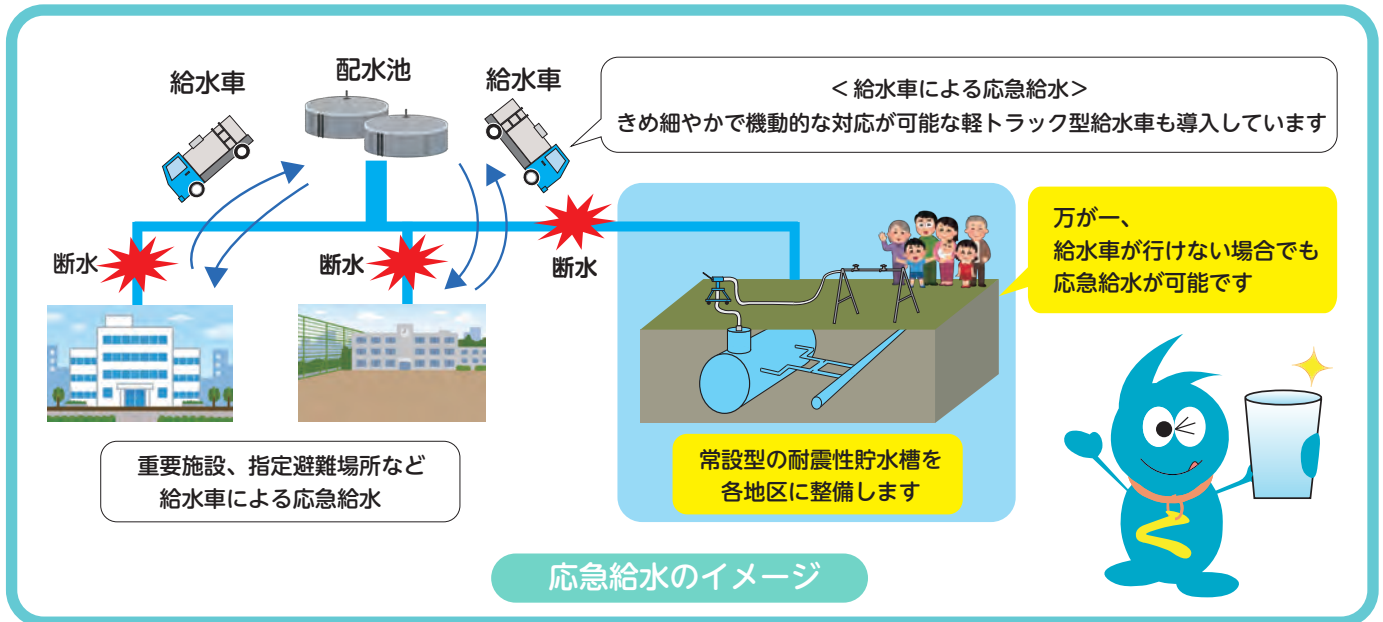 給水車
配水池
給水車
＜給水車による応急給水＞
きめ細やかで機動的な対応が可能な軽トラック型給水車も導入しています
断水
断水
断水
万が一、
給水車が行けない場合でも
応急給水が可能です
重要施設、指定避難場所など
給水車による応急給水
常設型の耐震性貯水槽を
各地区に整備します
応急給水のイメージ